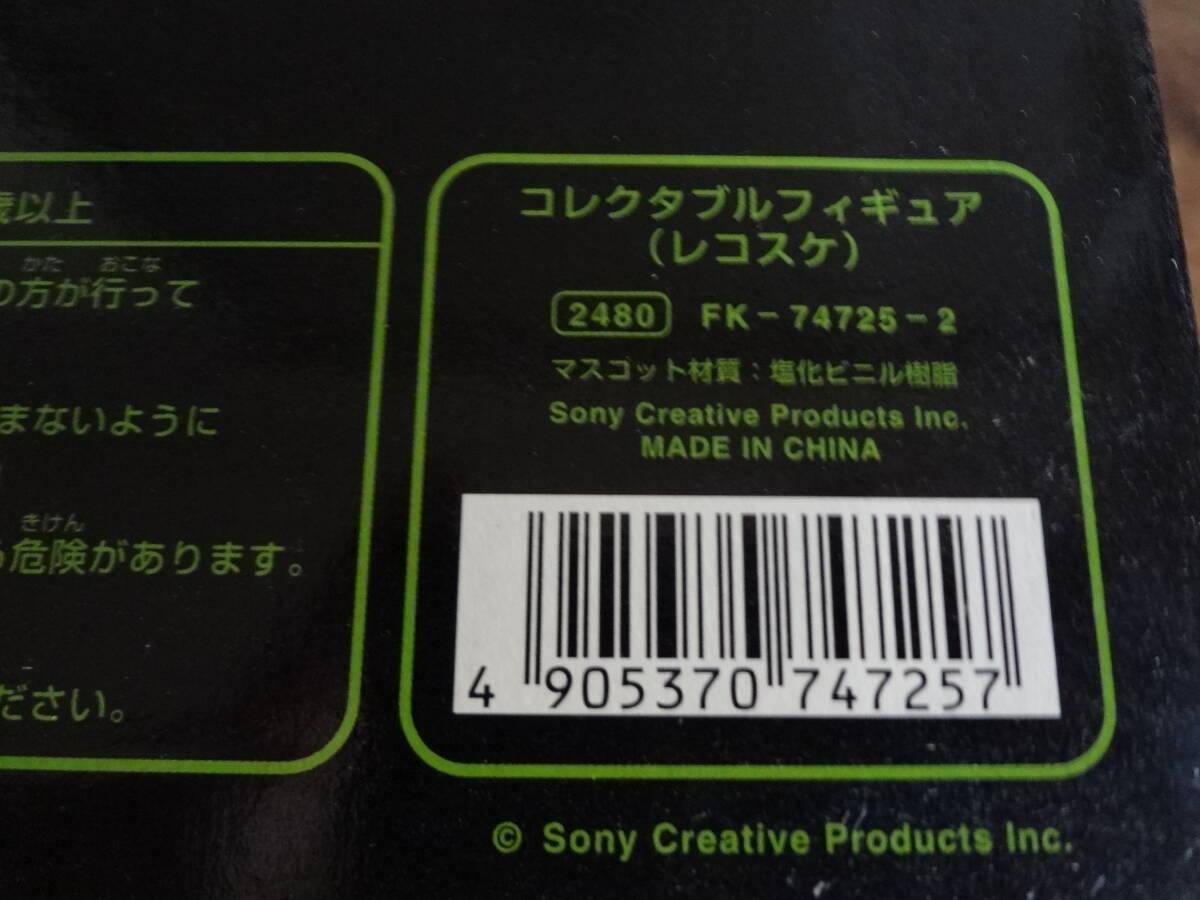 歳以上
かた おこな
の方が行って
まないように
きけん
る危険があります。
ださい。
コレクタブルフィギュア
（レコスケ）
2480 FK-74725-2
マスコット材質：塩化ビニル樹脂
Sony Creative Products Inc.
MADE IN CHINA
4 905370 747257
© Sony Creative Products Inc.